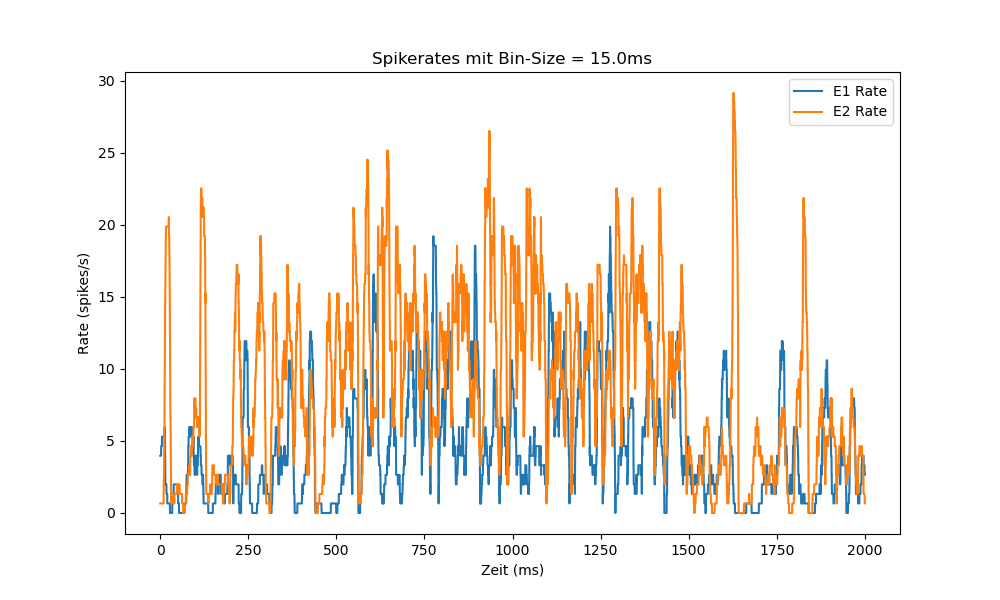 Spikerates mit Bin-Size = 15.0ms
30
25
20
15
10
5
0
Rate (spikes/s)
E1 Rate
E2 Rate
0 250 500 750 1000 1250 1500 1750 2000
Zeit (ms)